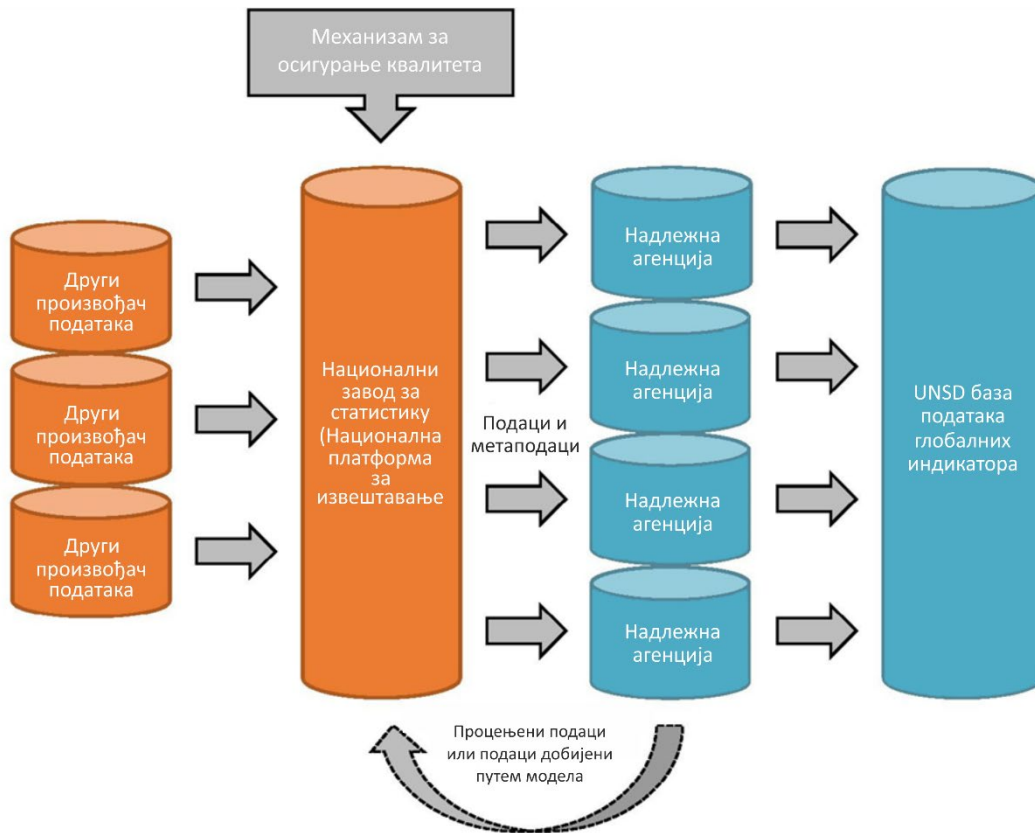 Механизам за
осигурање квалитета
Други
произвођач
података
Други
произвођач
података
Други
произвођач
података
Национални
завод за
статистику
(Национална
платформа
за
извештавање
Подаци и
метаподаци
Надлежна
агенција
Надлежна
агенција
Надлежна
агенција
Надлежна
агенција
UNSD база
података
глобалних
индикатора
Процењени подаци
или подаци добијени
путем модела